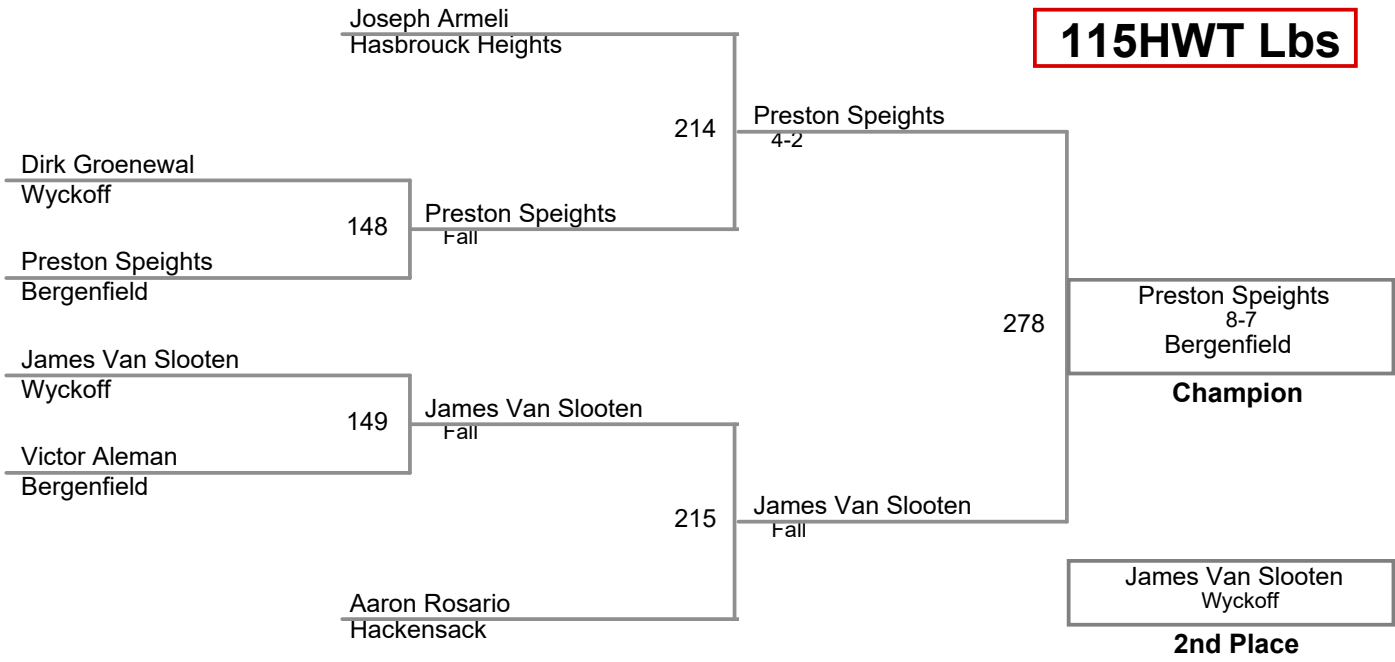 Joseph Armeli
Hasbrouck Heights
115HWT Lbs
214
Preston Speights
4-2
Dirk Groenewal
Wyckoff
148
Preston Speights
Fall
Preston Speights
Bergenfield
278
Preston Speights
8-7
Bergenfield
Champion
James Van Slooten
Wyckoff
149
James Van Slooten
Fall
Victor Aleman
Bergenfield
215
James Van Slooten
Fall
Aaron Rosario
Hackensack
James Van Slooten
Wyckoff
2nd Place